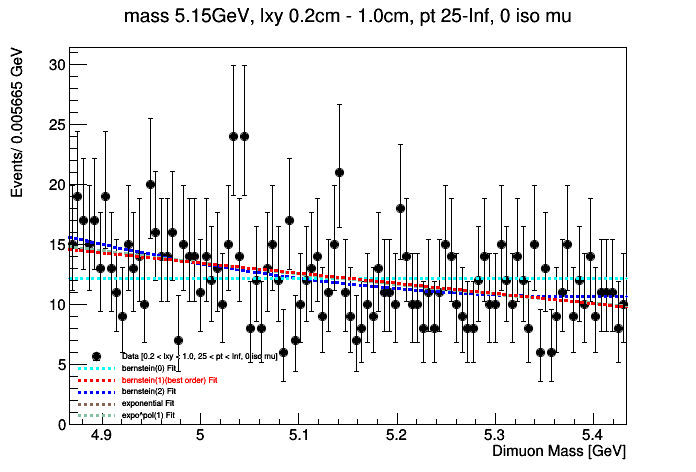 mass 5.15GeV, lxy 0.2cm - 1.0cm, pt 25-Inf, 0 iso mu
Events/ 0.005665 GeV
30
25
20
15
10
5
0
Data [0.2 < lxy < 1.0, 25 < pt < Inf, 0 iso mu]
bernstein(0) Fit
bernstein(1)(best order) Fit
bernstein(2) Fit
exponential Fit
expo*pol(1) Fit
4.9 5 5.1 5.2 5.3 5.4
Dimuon Mass [GeV]